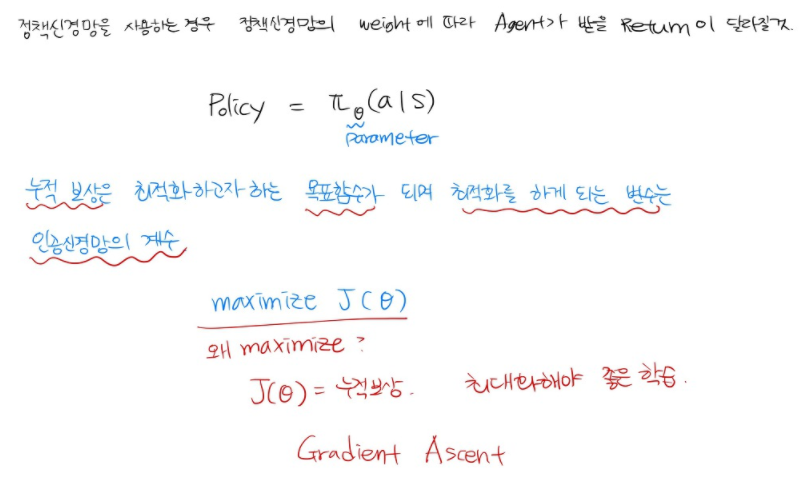 정책신경망을 사용하는 경우 정책신경망의 weight에 따라 Agent가 받을 Return이 달라질것.
Policy = π_θ(a|s)
parameter
누적 보상은 최적화하고자 하는 목표함수가 되며 최적화를 하게 되는 변수는
인공신경망의 계수
maximize J(θ)
왜 maximize?
J(θ) = 누적보상. 최대화해야 좋은 학습.
Gradient Ascent